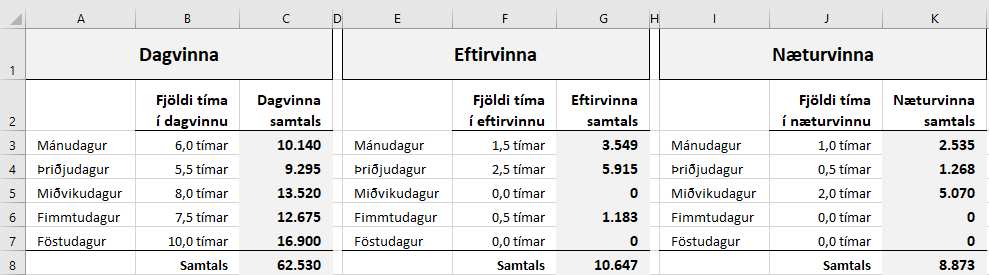 A B C D E F G H I J K
1 Dagvinna Eftirvinna Næturvinna
Fjöldi tíma Dagvinna Fjöldi tíma Eftirvinna Fjöldi tíma Næturvinna
2 í dagvinnu samtals í eftirvinnu samtals í næturvinnu samtals
3 Mánudagur 6,0 tímar 10.140 Mánudagur 1,5 tímar 3.549 Mánudagur 1,0 tímar 2.535
4 Þriðjudagur 5,5 tímar 9.295 Þriðjudagur 2,5 tímar 5.915 Þriðjudagur 0,5 tímar 1.268
5 Miðvikudagur 8,0 tímar 13.520 Miðvikudagur 0,0 tímar 0 Miðvikudagur 2,0 tímar 5.070
6 Fimmtudagur 7,5 tímar 12.675 Fimmtudagur 0,5 tímar 1.183 Fimmtudagur 0,0 tímar 0
7 Föstudagur 10,0 tímar 16.900 Föstudagur 0,0 tímar 0 Föstudagur 0,0 tímar 0
8 Samtals 62.530 Samtals 10.647 Samtals 8.873